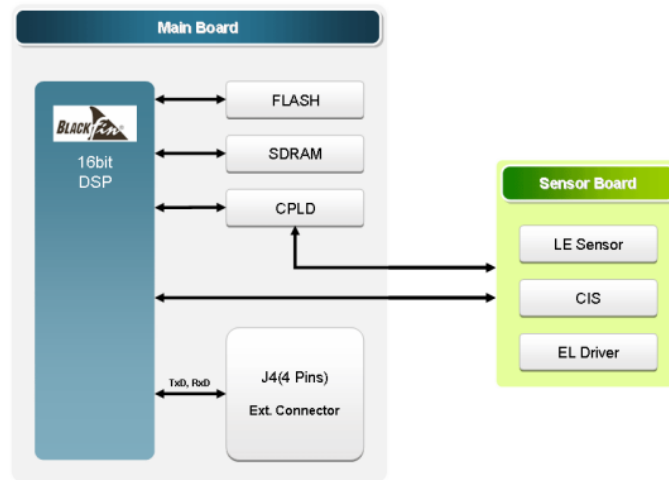 Main Board
BLACKfin®
16bit
DSP
FLASH
SDRAM
CPLD
TxD, RxD
J4(4 Pins)
Ext. Connector
Sensor Board
LE Sensor
CIS
EL Driver